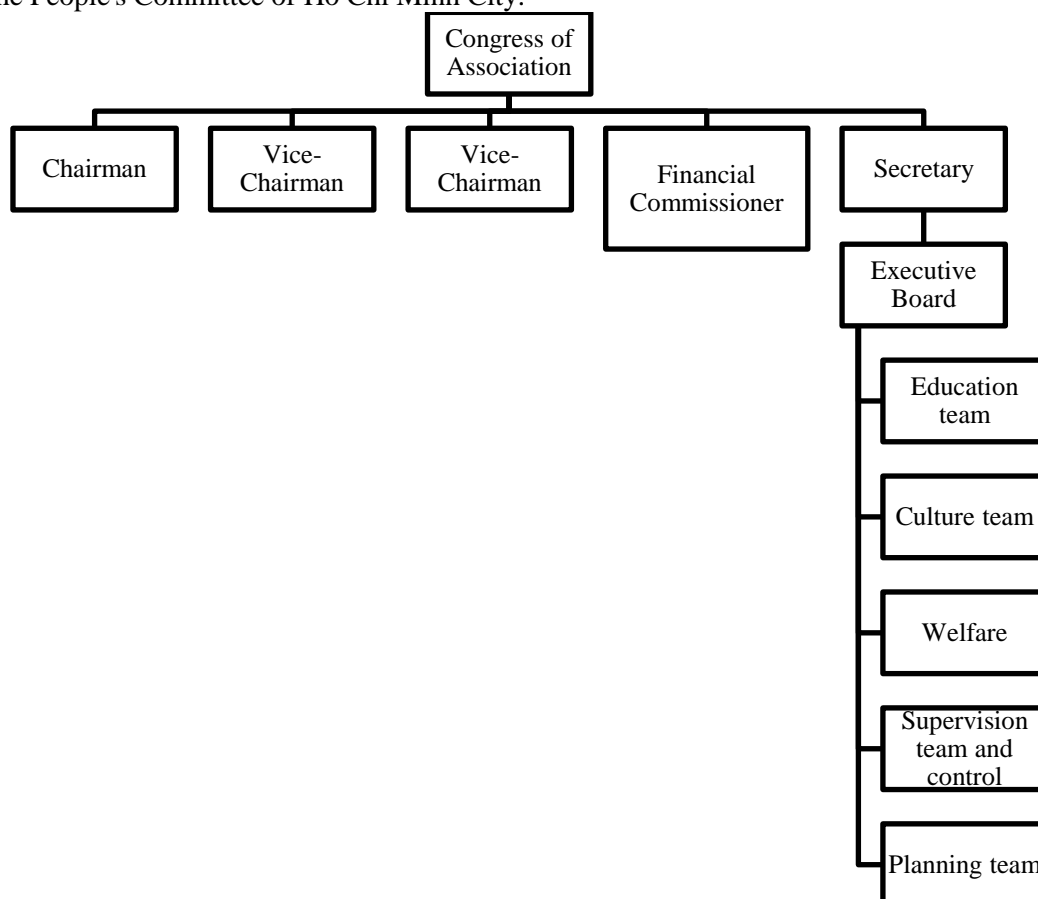 he People's Committee of Ho Chi Minh City.
Congress of
Association
Chairman
Vice-
Chairman
Vice-
Chairman
Financial
Commissioner
Secretary
Executive
Board
Education
team
Culture team
Welfare
Supervision
team and
control
Planning team